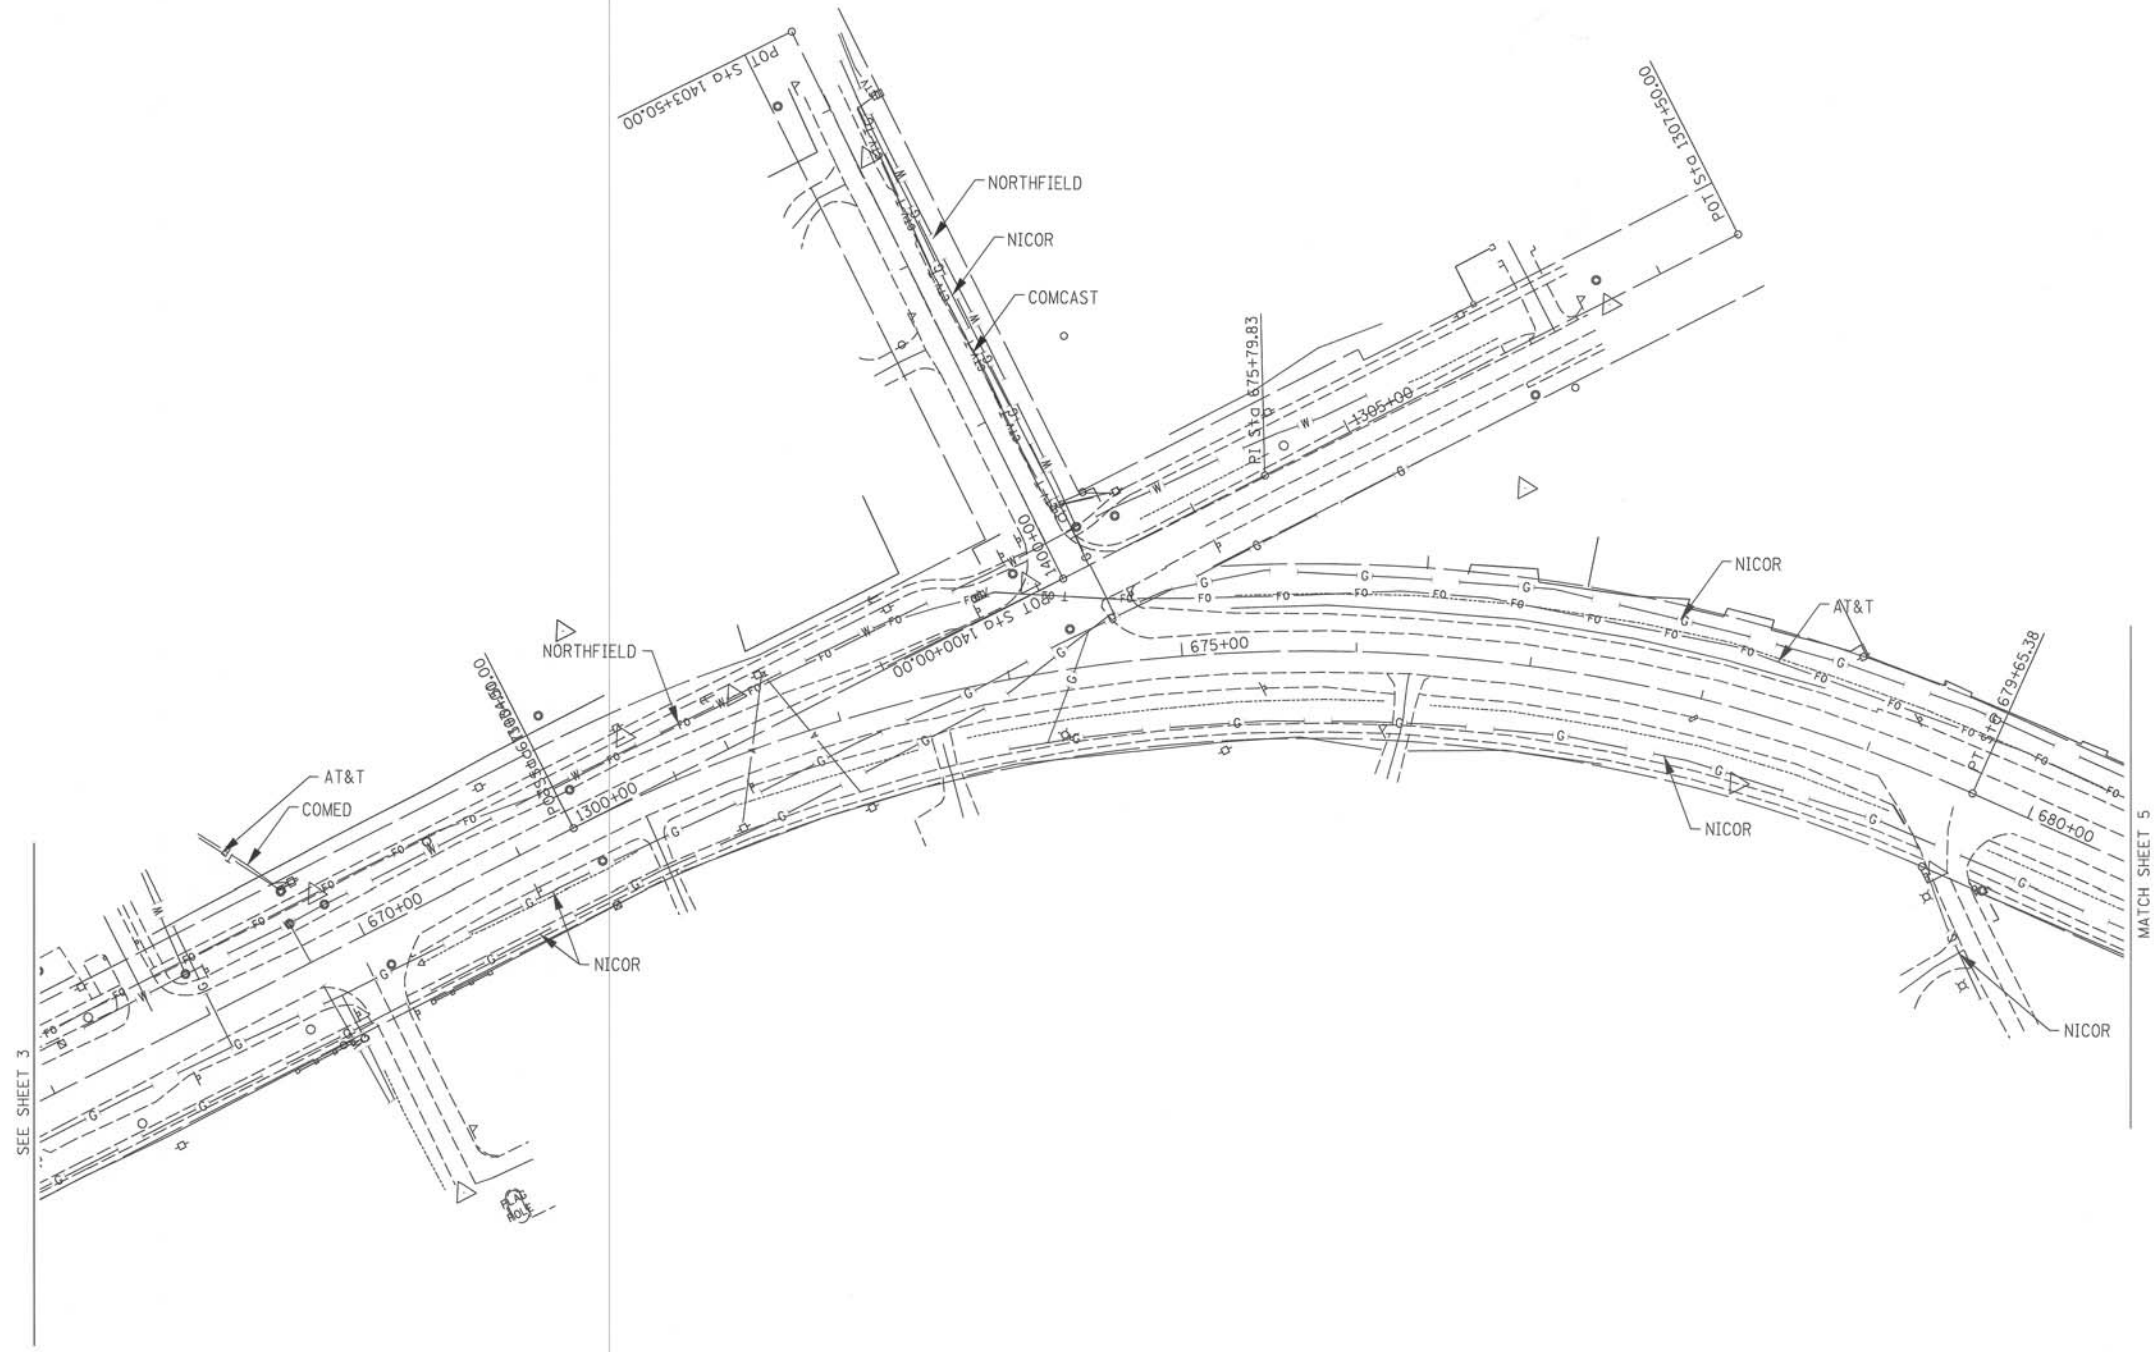 POT Sta 1403+50.00
POT Sta 1307+50.00
CTV
NORTHFIELD
NICOR
COMCAST
PI Sta 675+79.83
1305+00
1400+00
POT Sta 1400+00.00
NICOR
AT&T
NORTHFIELD
675+00
1300+00
679+65.38
680+00
AT&T
COMED
670+00
NICOR
NICOR
NICOR
FLAG
POLE
SEE SHEET 3
MATCH SHEET 5
W
G
FO